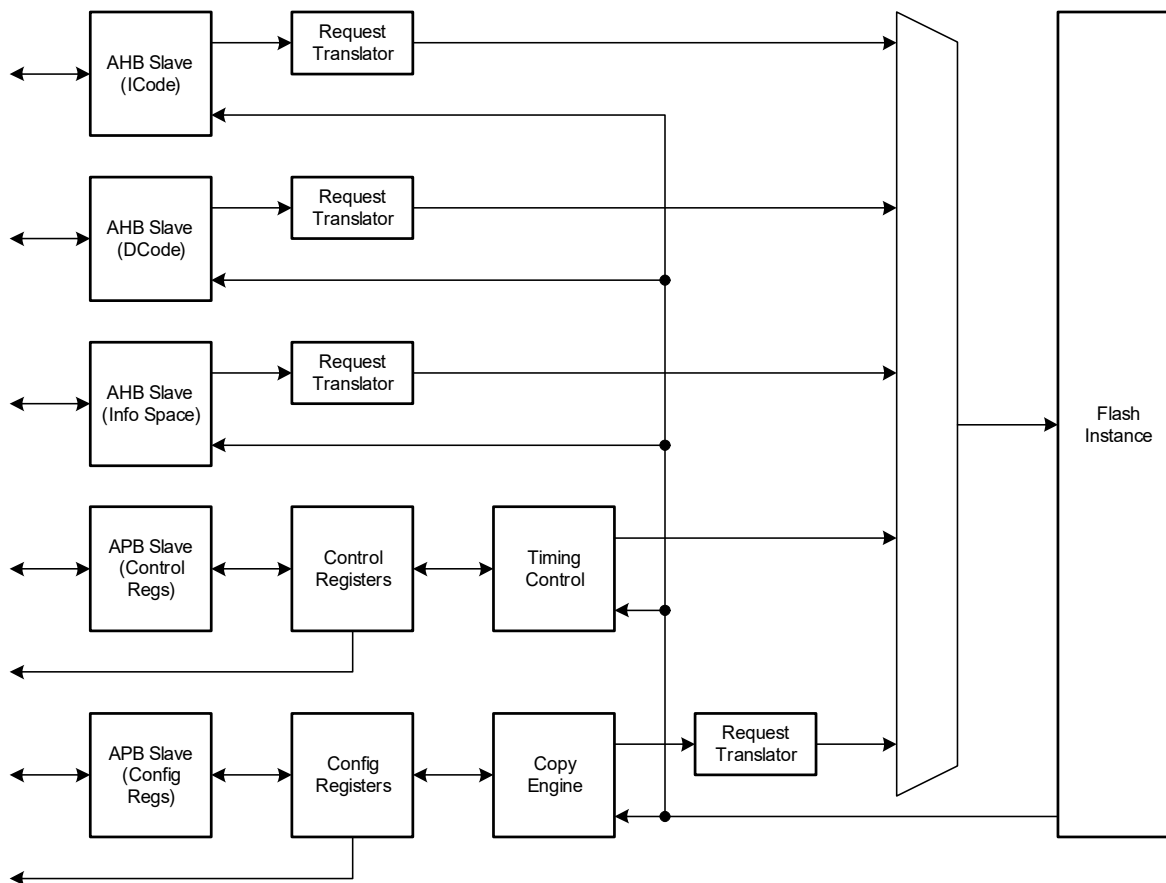 AHB Slave
(ICode)
Request
Translator
AHB Slave
(DCode)
Request
Translator
AHB Slave
(Info Space)
Request
Translator
Flash
Instance
APB Slave
(Control
Regs)
Control
Registers
Timing
Control
APB Slave
(Config
Regs)
Config
Registers
Copy
Engine
Request
Translator